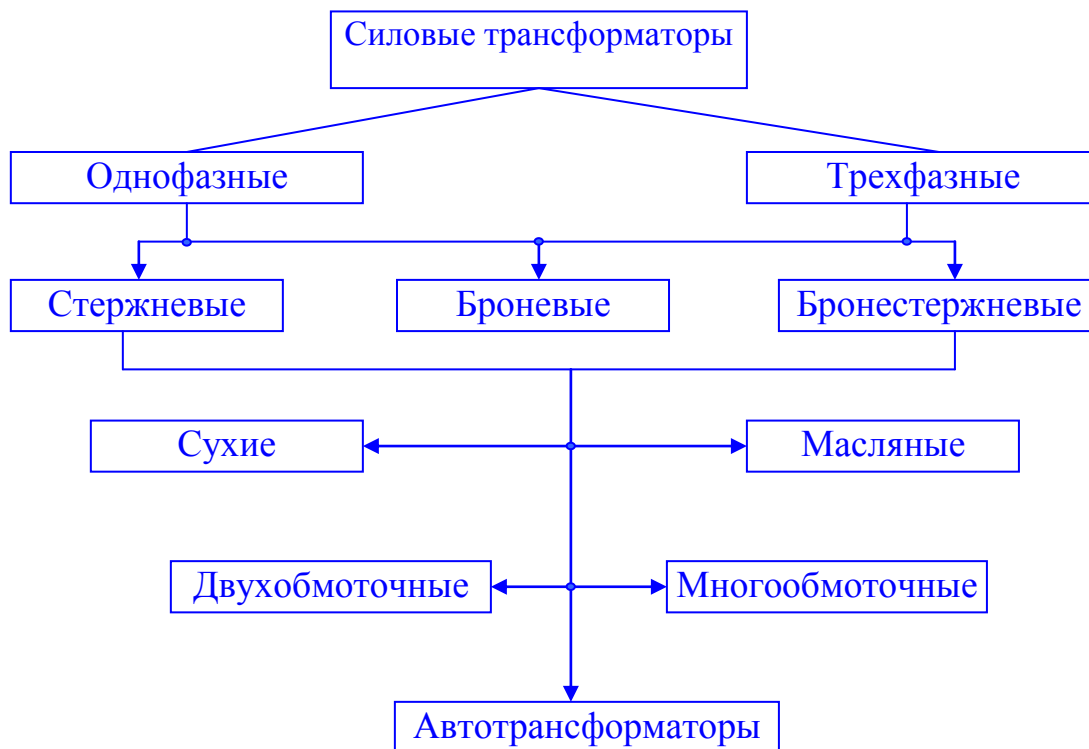 Силовые трансформаторы
Однофазные
Трехфазные
Стержневые
Броневые
Бронестержневые
Сухие
Масляные
Двухобмоточные
Многообмоточные
Автотрансформаторы